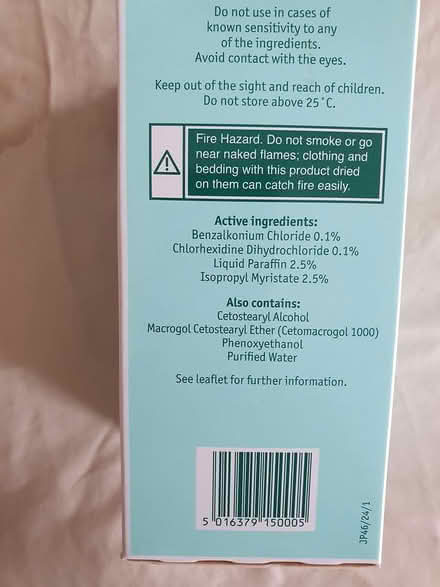 Do not use in cases of
known sensitivity to any
of the ingredients.
Avoid contact with the eyes.
Keep out of the sight and reach of children.
Do not store above 25°C.
Fire Hazard. Do not smoke or go
near naked flames; clothing and
bedding with this product dried
on them can catch fire easily.
Active ingredients:
Benzalkonium Chloride 0.1%
Chlorhexidine Dihydrochloride 0.1%
Liquid Paraffin 2.5%
Isopropyl Myristate 2.5%
Also contains:
Cetostearyl Alcohol
Macrogol Cetostearyl Ether (Cetomacrogol 1000)
Phenoxyethanol
Purified Water
See leaflet for further information.
5 016379 150005
JP46/24/1